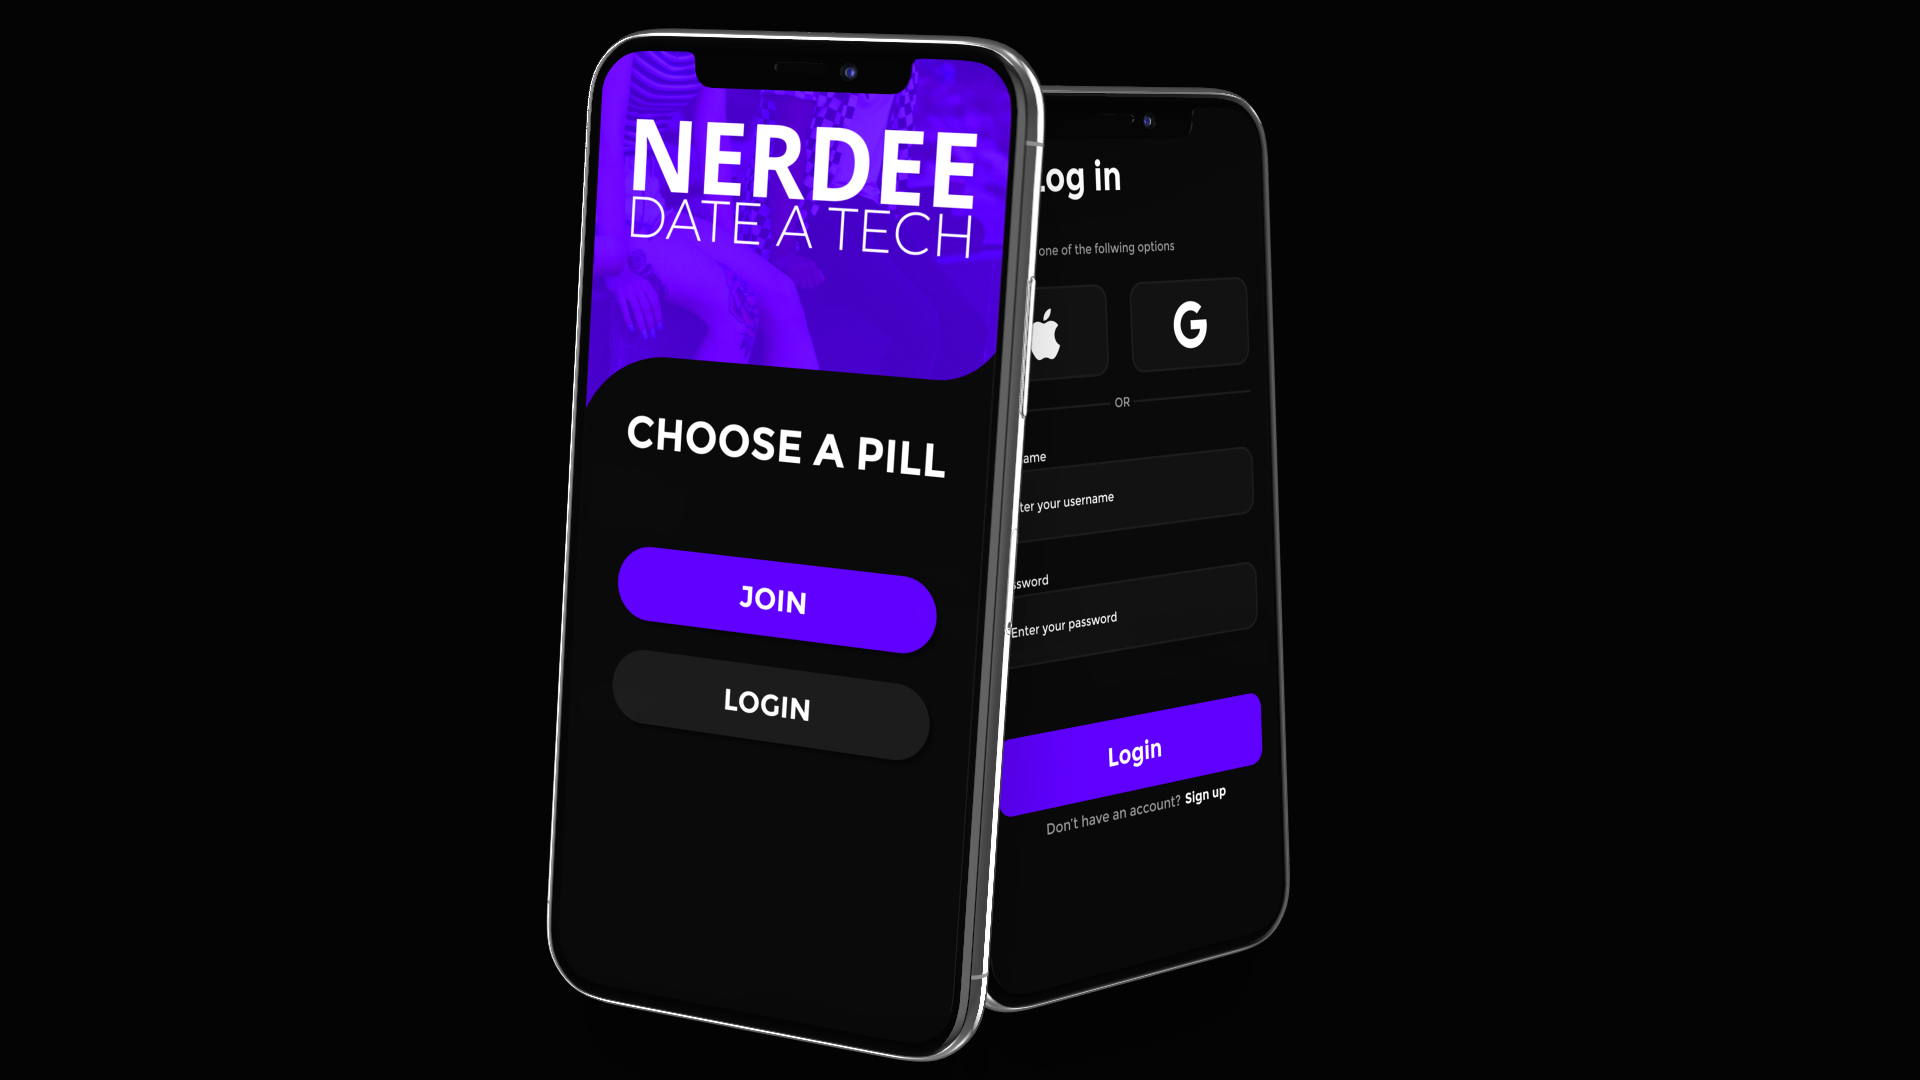 NERDEE
DATE A TECH
CHOOSE A PILL
JOIN
LOGIN
og in
one of the follwing options
OR
ame
ter your username
ssword
Enter your password
Login
Don't have an account? Sign up